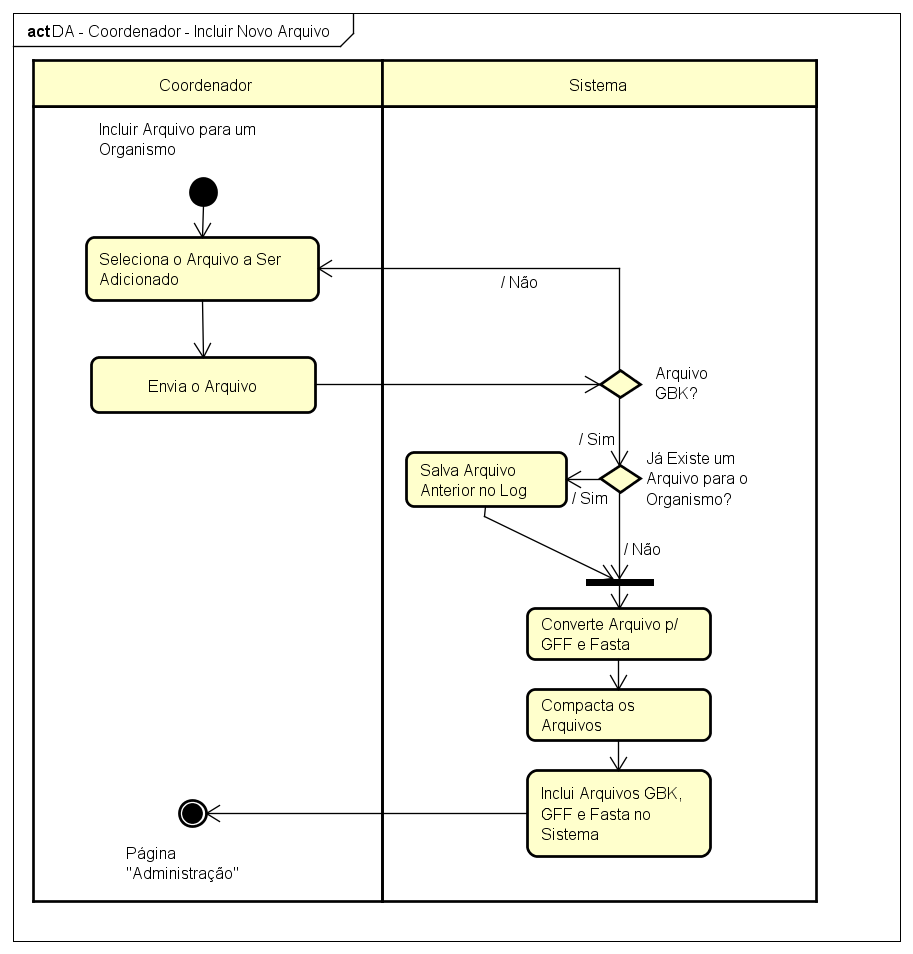 act DA - Coordenador - Incluir Novo Arquivo
Coordenador
Sistema
Incluir Arquivo para um
Organismo
Seleciona o Arquivo a Ser
Adicionado
/ Não
Envia o Arquivo
Arquivo
GBK?
/ Sim
Já Existe um
Arquivo para o
Organismo?
Salva Arquivo
Anterior no Log
/ Sim
/ Não
Converte Arquivo p/
GFF e Fasta
Compacta os
Arquivos
Inclui Arquivos GBK,
GFF e Fasta no
Sistema
Página
"Administração"